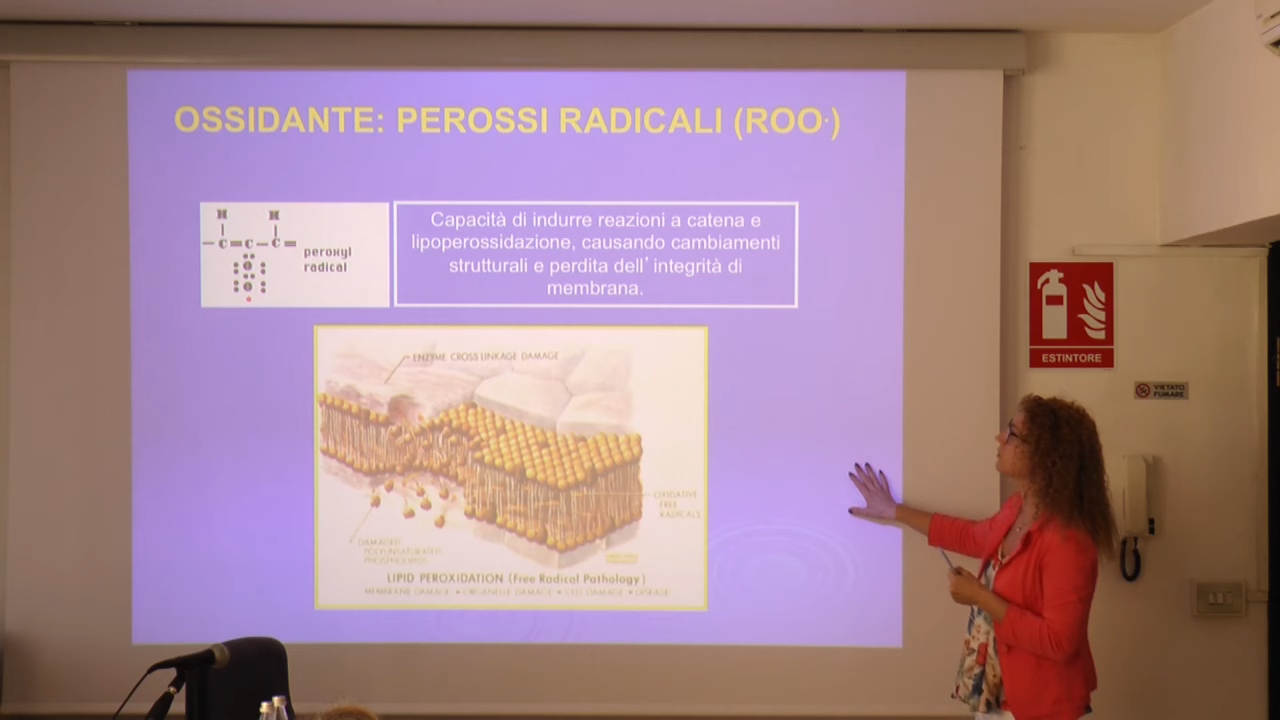 OSSIDANTE: PEROSSI RADICALI (ROO·)
H H
C = C – C =
peroxyl
radical
Capacità di indurre reazioni a catena e
lipoperossidazione, causando cambiamenti
strutturali e perdita dell' integrità di
membrana.
ENZYME CROSS LINKAGE DAMAGE
OXIDATIVE
FREE
RADICALS
DAMAGED
POLYUNSATURATED
PHOSPHOLIPIDS
LIPID PEROXIDATION (Free Radical Pathology)
MEMBRANE DAMAGE • ORGANELLE DAMAGE • CELL DAMAGE • DISEASE
ESTINTORE
VIETATO
FUMARE